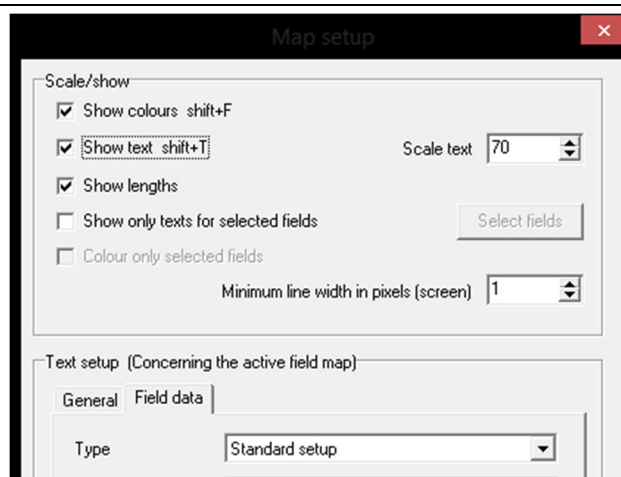 Map setup
Scale/show
Show colours shift+F
Show text shift+T Scale text 70
Show lengths
Show only texts for selected fields Select fields
Colour only selected fields
Minimum line width in pixels (screen) 1
Text setup (Concerning the active field map)
General Field data
Type Standard setup